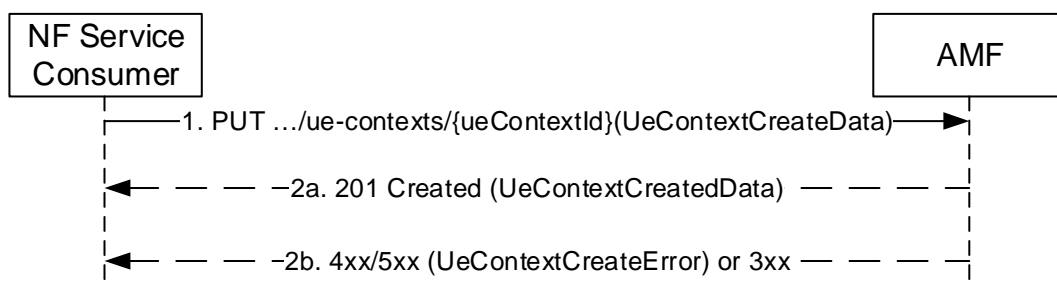 NF Service
Consumer
AMF
1. PUT …/ue-contexts/{ueContextId}(UeContextCreateData)
2a. 201 Created (UeContextCreatedData)
2b. 4xx/5xx (UeContextCreateError) or 3xx